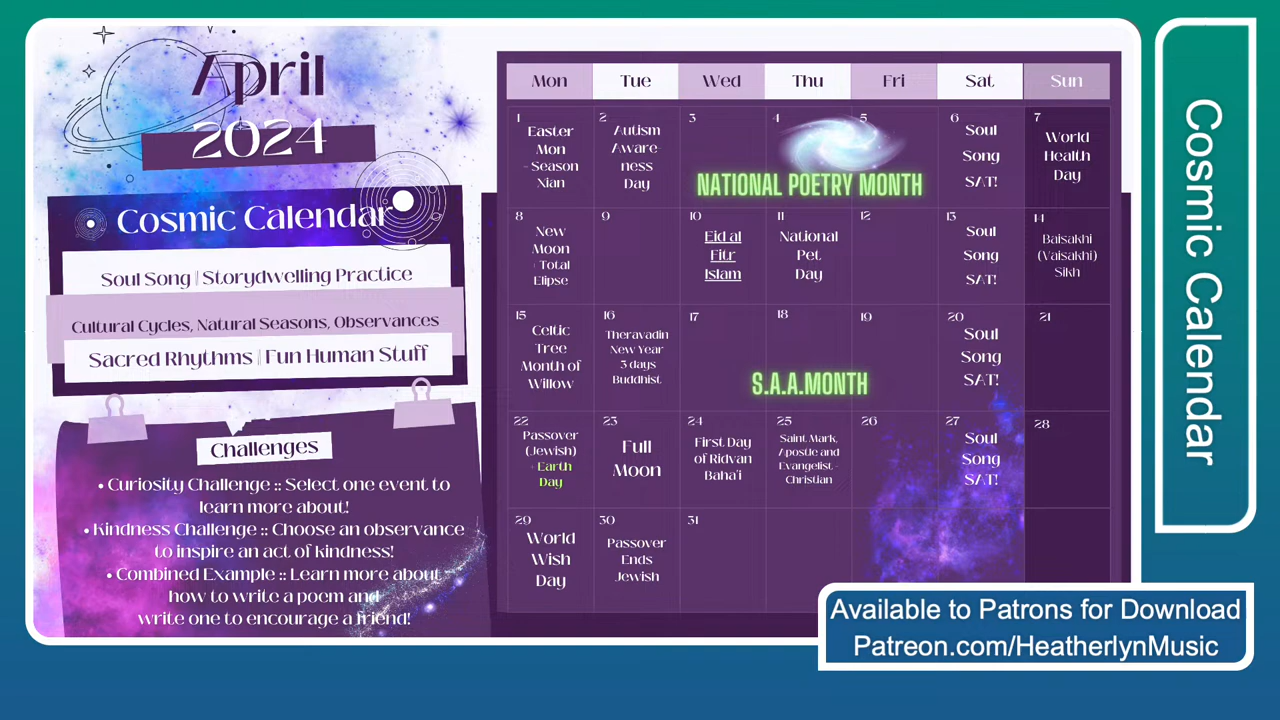 April
2024
Cosmic Calendar
Soul Song || Storydwelling Practice
Cultural Cycles, Natural Seasons, Observances
Sacred Rhythms || Fun Human Stuff
Challenges
• Curiosity Challenge :: Select one event to
learn more about!
• Kindness Challenge :: Choose an observance
to inspire an act of kindness!
• Combined Example :: Learn more about
how to write a poem and
write one to encourage a friend!
Mon Tue Wed Thu Fri Sat Sun
1
Easter
Mon
- Season
Xian
2
Autism
Aware-
ness
Day
3
4
5
NATIONAL POETRY MONTH
6
Soul
Song
SAT!
7
World
Health
Day
8
New
Moon
+ Total
Elipse
9
10
Eid al
Fitr
Islam
11
National
Pet
Day
12
13
Soul
Song
SAT!
14
Baisakhi
(Vaisakhi)
Sikh
15
Celtic
Tree
Month of
Willow
16
Theravadin
New Year
3 days
Buddhist
17
18
19
S.A.A.MONTH
20
Soul
Song
SAT!
21
22
Passover
(Jewish)
+ Earth
Day
23
Full
Moon
24
First Day
of Ridvan
Baha'i
25
Saint Mark,
Apostle and
Evangelist -
Christian
26
27
Soul
Song
SAT!
28
29
World
Wish
Day
30
Passover
Ends
Jewish
31
Cosmic Calendar
Available to Patrons for Download
Patreon.com/HeatherlynMusic